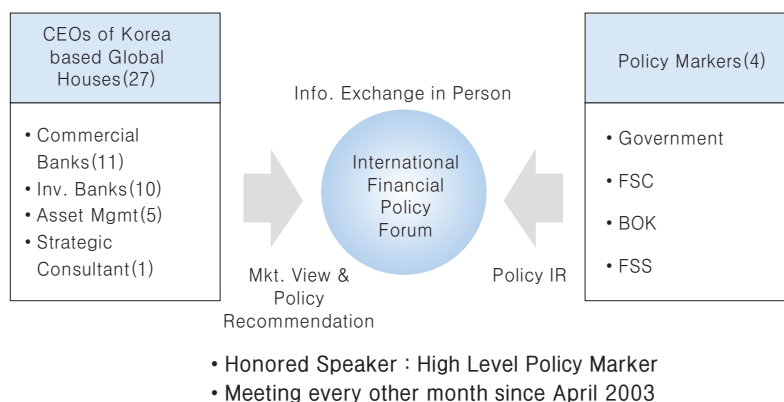 CEOs of Korea
based Global
Houses(27)
• Commercial
Banks(11)
• Inv. Banks(10)
• Asset Mgmt(5)
• Strategic
Consultant(1)
Info. Exchange in Person
International
Financial
Policy
Forum
Mkt. View &
Policy
Recommendation
Policy IR
Policy Markers(4)
• Government
• FSC
• BOK
• FSS
• Honored Speaker : High Level Policy Marker
• Meeting every other month since April 2003